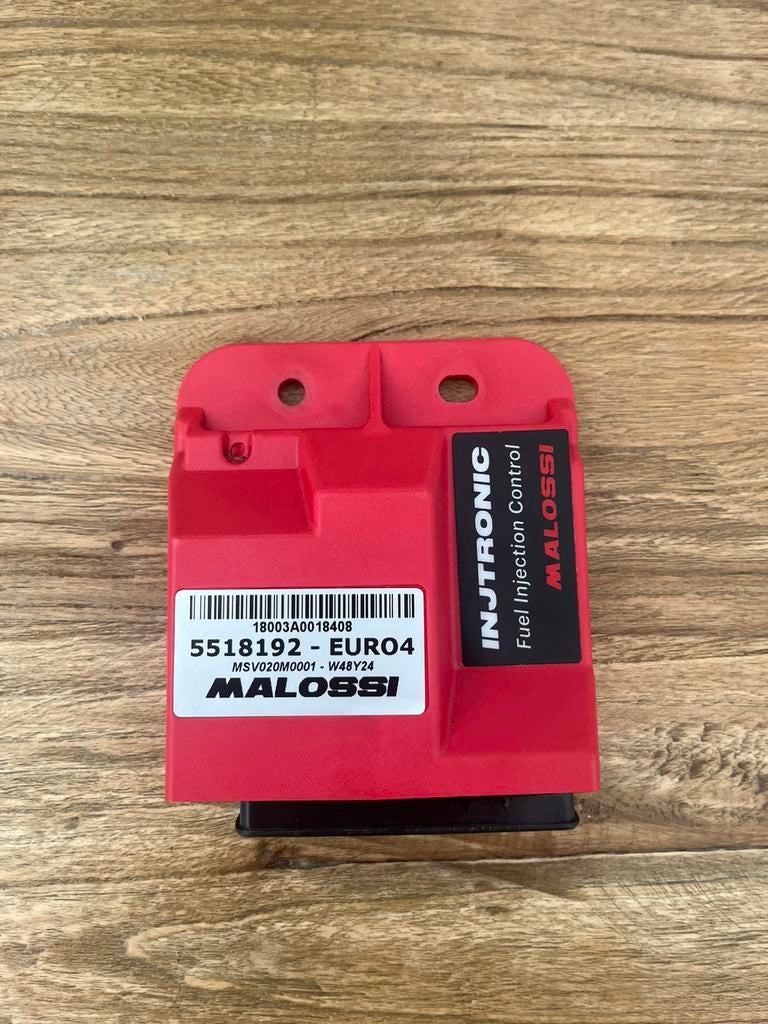 18003A0018408
5518192 - EURO4
MSV020M0001 - W48Y24
MALOSSI
INJTRONIC
Fuel Injection Control
MALOSSI